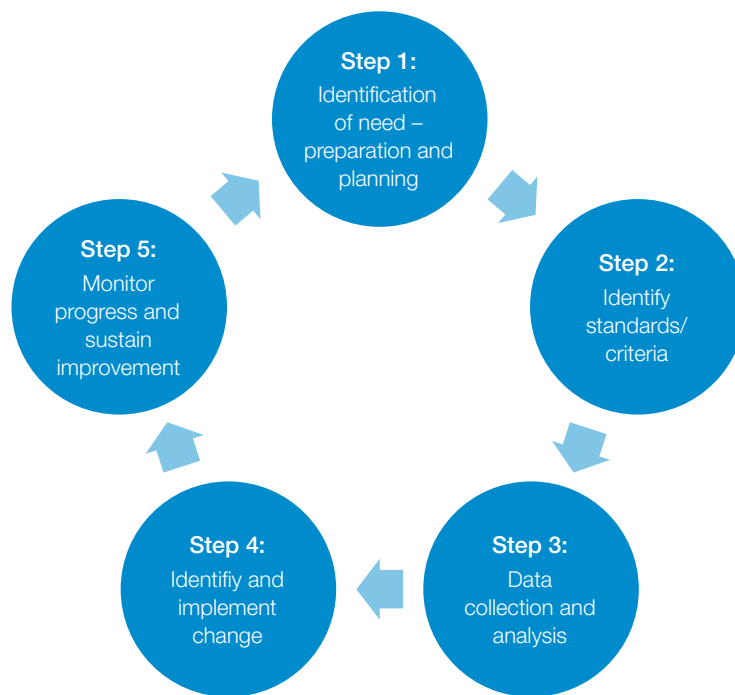 Step 1:
Identification
of need –
preparation and
planning
Step 2:
Identify
standards/
criteria
Step 3:
Data
collection and
analysis
Step 4:
Identifiy and
implement
change
Step 5:
Monitor
progress and
sustain
improvement